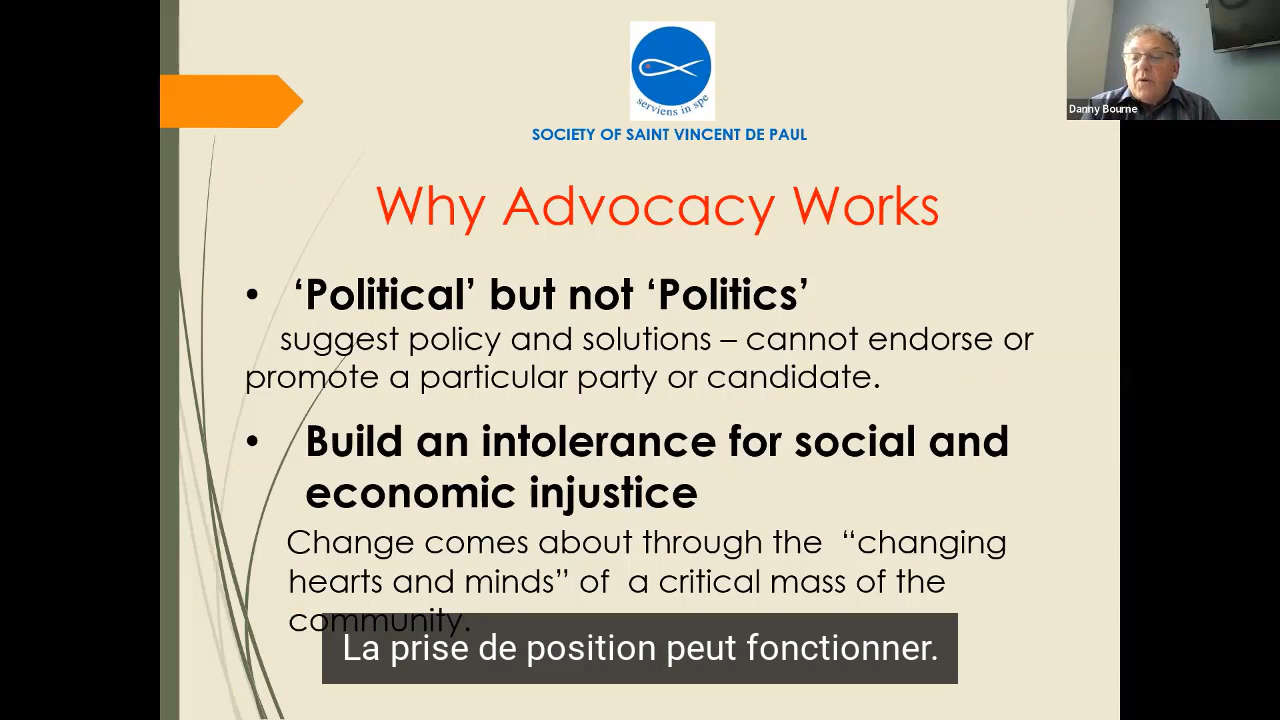 serviens in spe
SOCIETY OF SAINT VINCENT DE PAUL
Danny Bourne
Why Advocacy Works
• ‘Political’ but not ‘Politics’
suggest policy and solutions – cannot endorse or
promote a particular party or candidate.
• Build an intolerance for social and
economic injustice
Change comes about through the “changing
hearts and minds” of a critical mass of the
community.
La prise de position peut fonctionner.